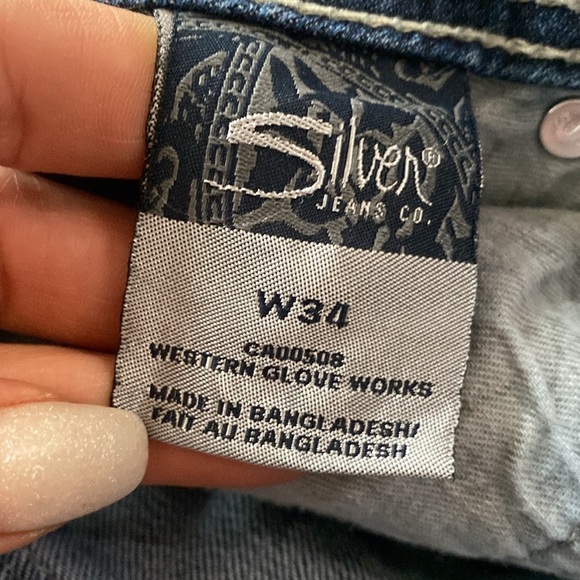 Silver®
JEANS CO.
W34
CA00508
WESTERN GLOVE WORKS
MADE IN BANGLADESH/
FAIT AU BANGLADESH